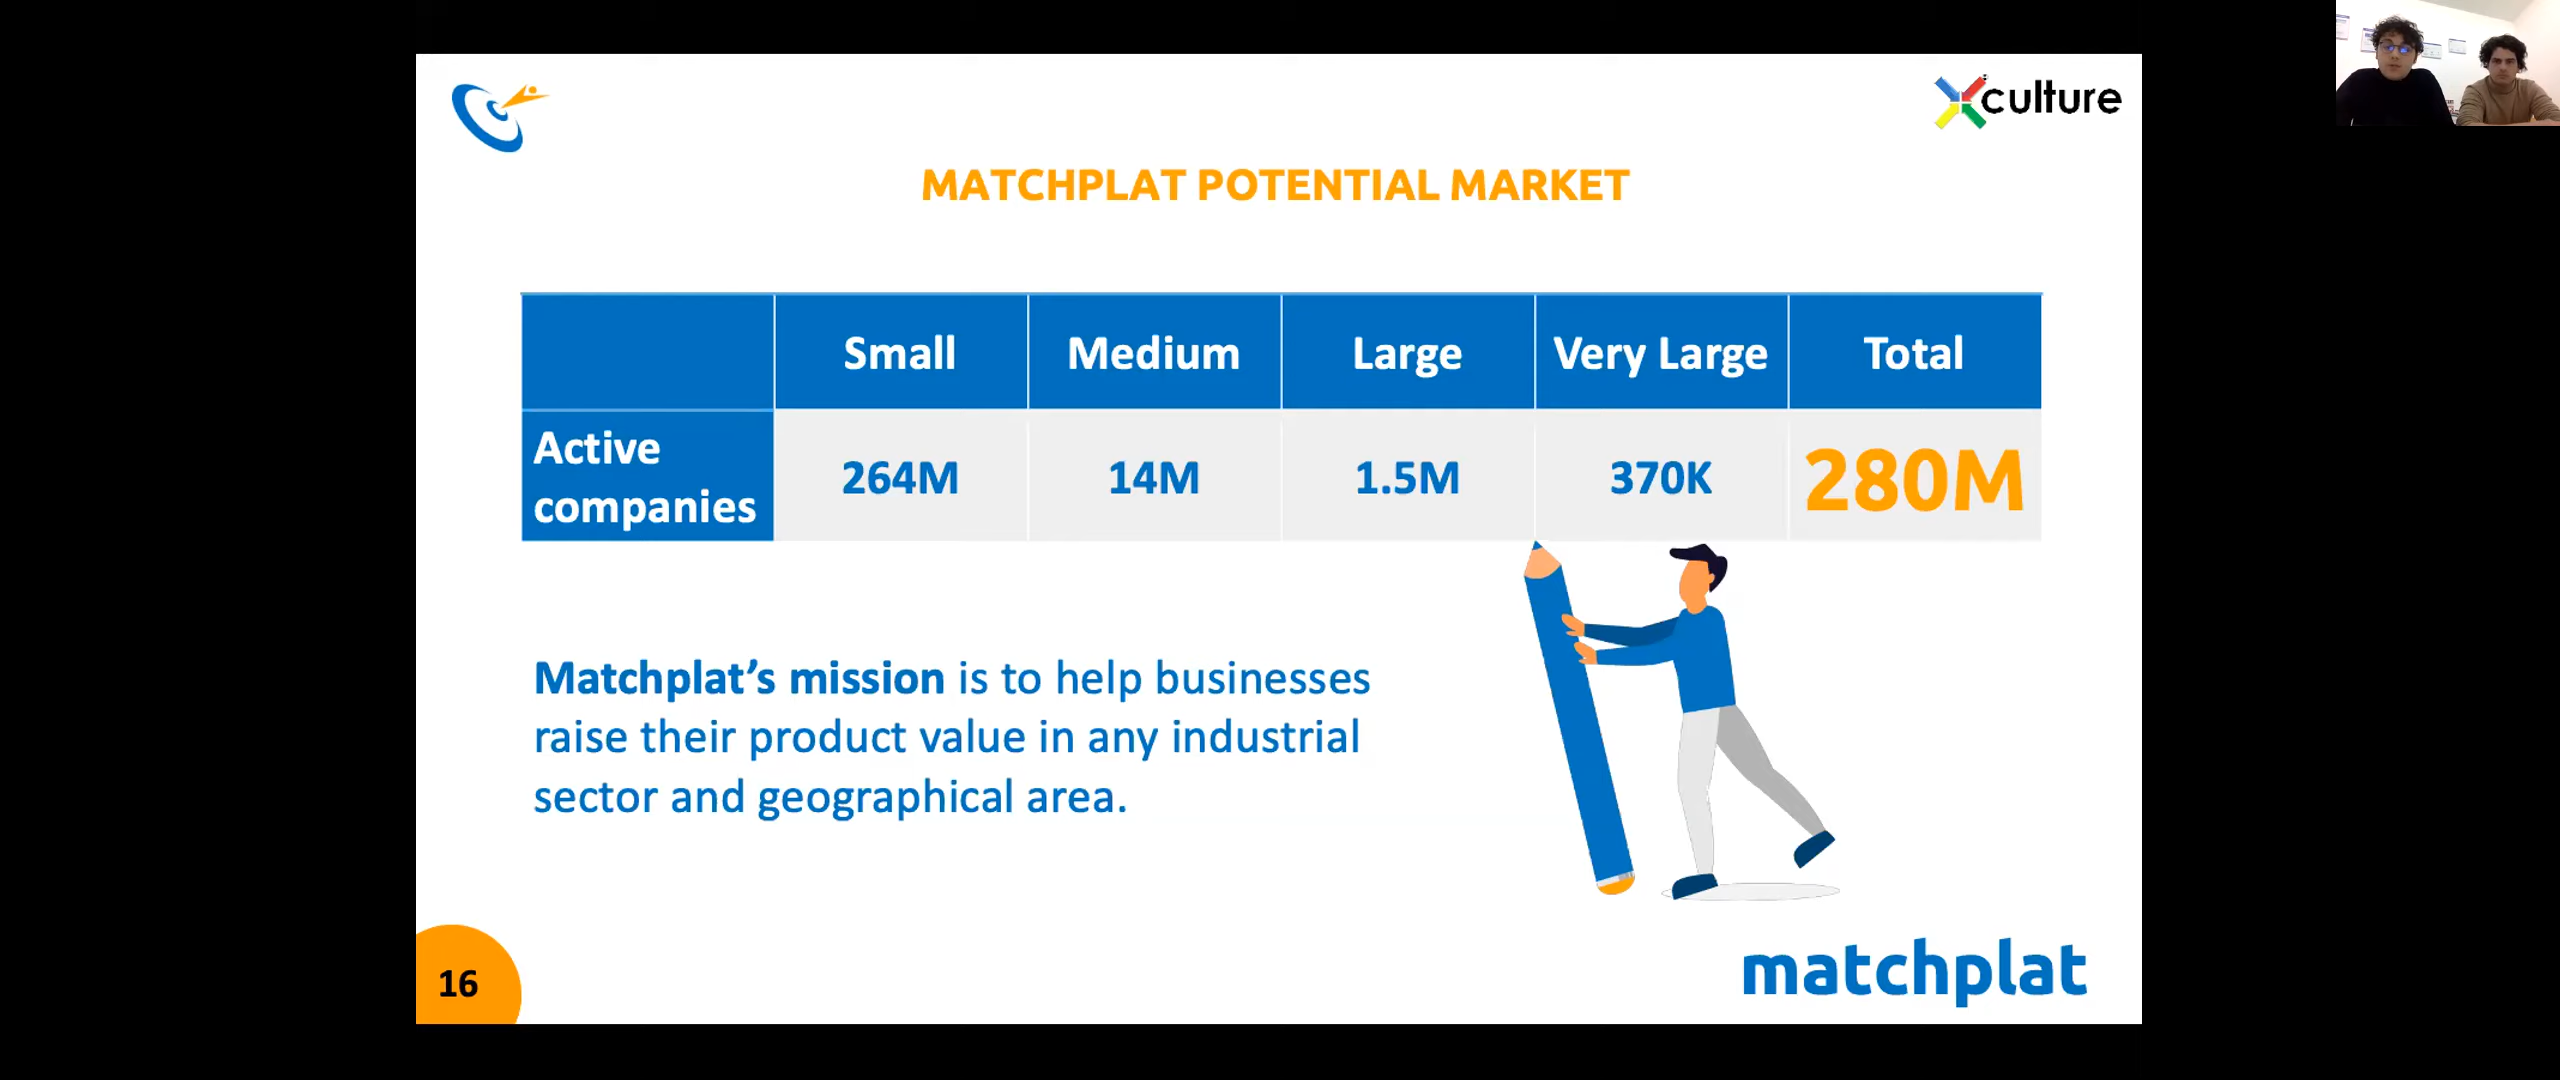 culture
MATCHPLAT POTENTIAL MARKET
Small Medium Large Very Large Total
Active
companies
264M 14M 1.5M 370K 280M
Matchplat’s mission is to help businesses
raise their product value in any industrial
sector and geographical area.
16
matchplat